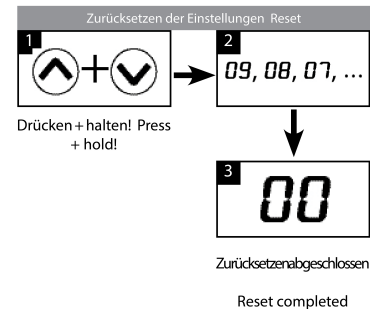 Zurücksetzen der Einstellungen Reset
1
+
2
09, 08, 07, ...
Drücken + halten! Press
+ hold!
3
00
Zurücksetzenabgeschlossen
Reset completed